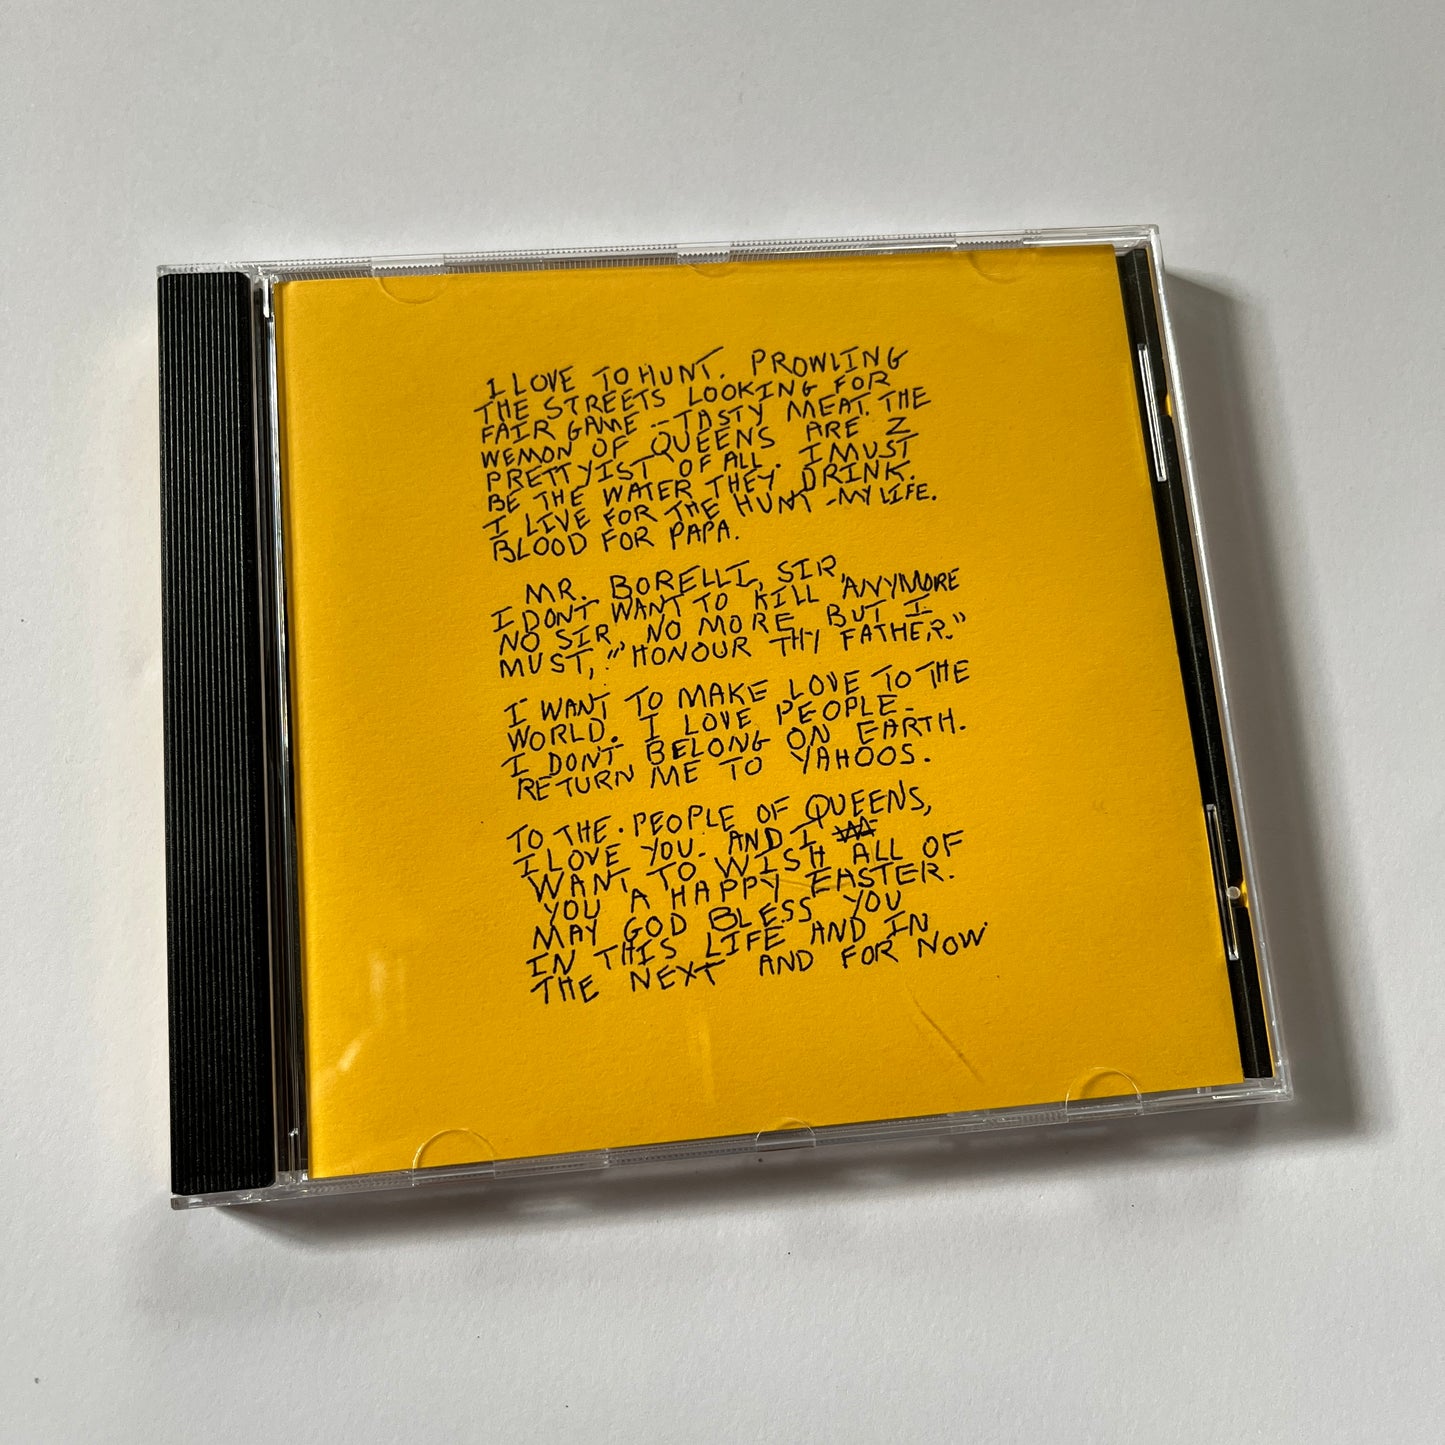 I LOVE TO HUNT. PROWLING
THE STREETS LOOKING FOR
FAIR GAME -- TASTY MEAT. THE
WEMON OF QUEENS ARE Z
PRETTYIST OF ALL. I MUST
BE THE WATER THEY DRINK.
I LIVE FOR THE HUNT - MY LIFE.
BLOOD FOR PAPA.
MR. BORELLI, SIR,
I DONT WANT TO KILL ANYMORE
NO SIR, NO MORE BUT I
MUST, "HONOUR THY FATHER."
I WANT TO MAKE LOVE TO THE
WORLD. I LOVE PEOPLE.
I DON'T BELONG ON EARTH.
RETURN ME TO YAHOOS.
TO THE PEOPLE OF QUEENS,
I LOVE YOU. AND I
WANT TO WISH ALL OF
YOU A HAPPY EASTER.
MAY GOD BLESS YOU
IN THIS LIFE AND IN
THE NEXT AND FOR NOW